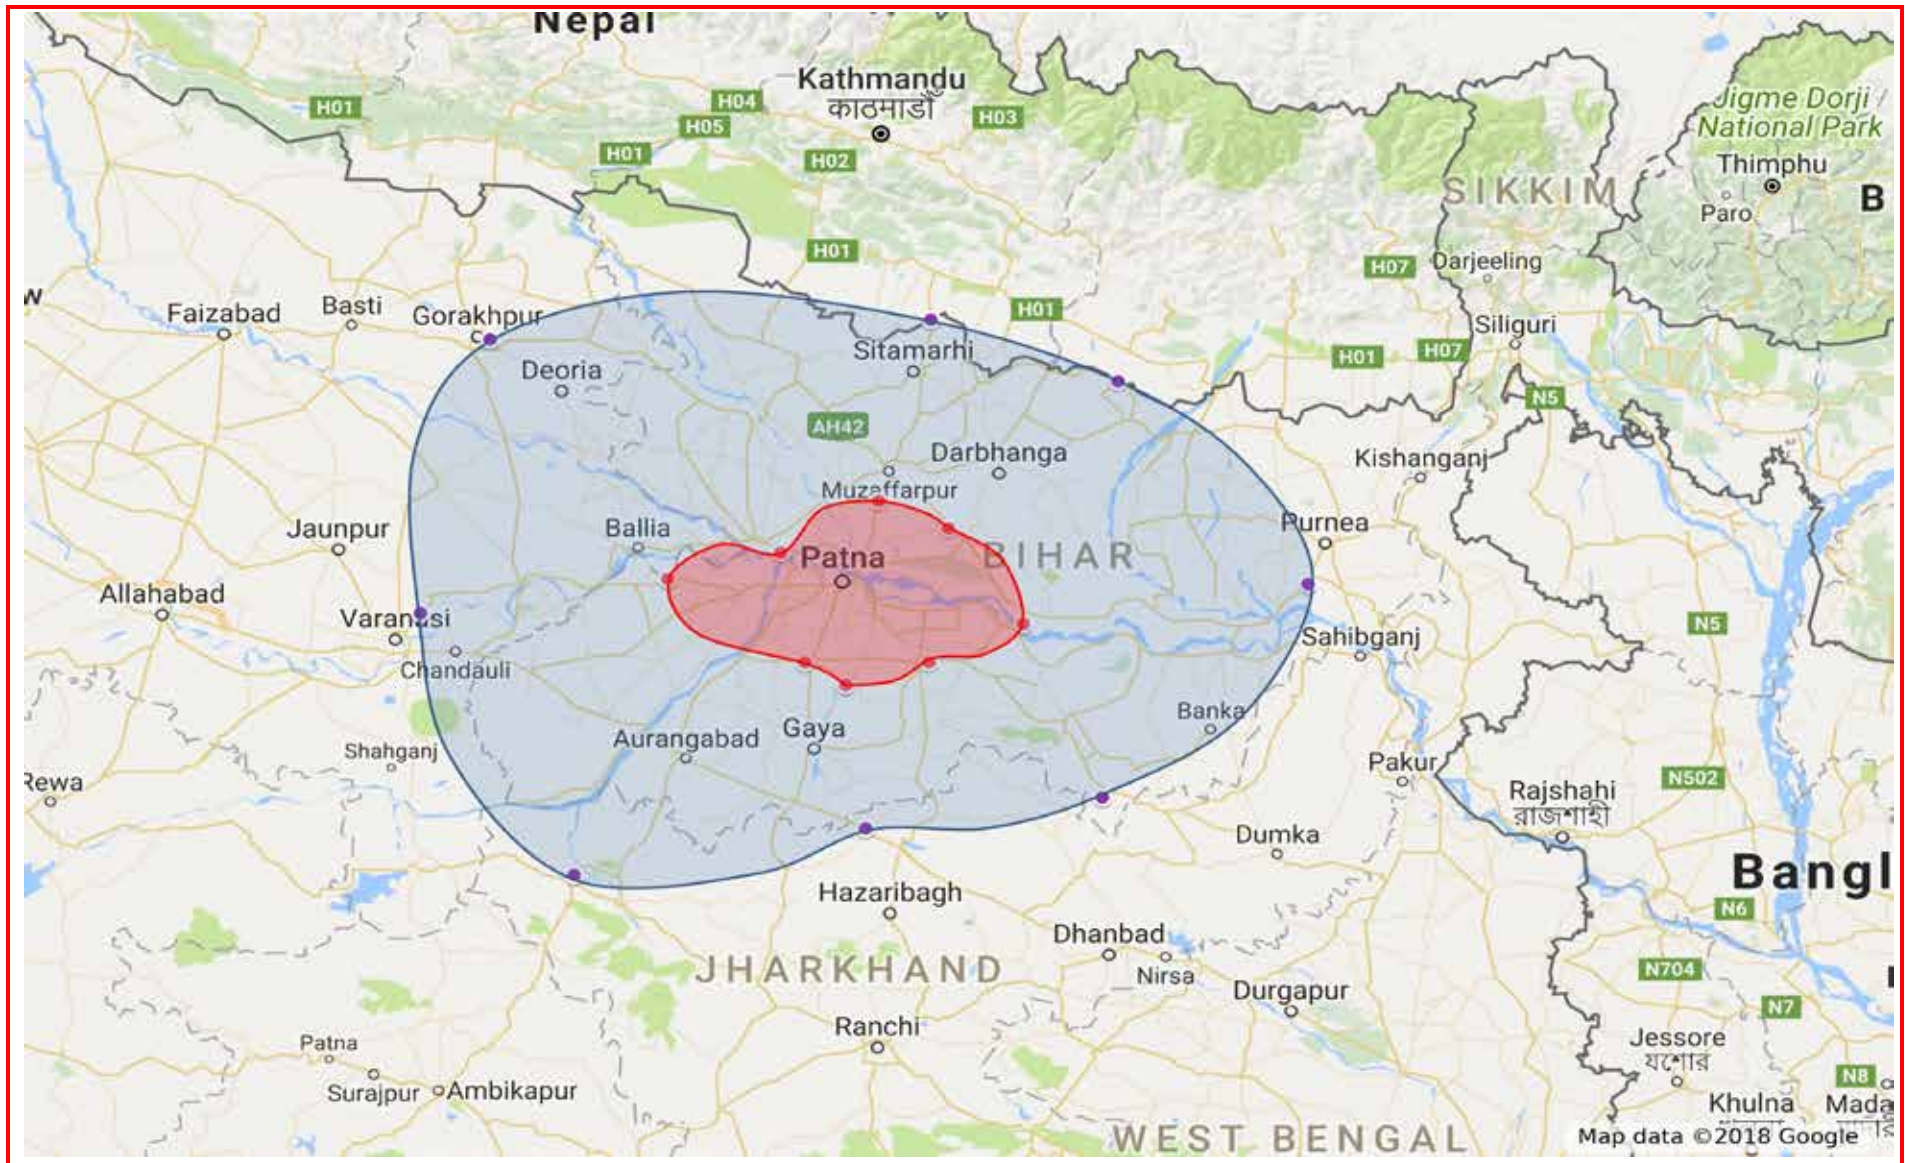 Nepal
Kathmandu
काठमाडौं
H01
H04
H05
H03
H01
H02
Jigme Dorji
National Park
Thimphu
SIKKIM
B
Paro
H01
H07
Darjeeling
Faizabad
Basti
Gorakhpur
H01
Siliguri
Sitamarhi
H01
H07
Deoria
N5
AH42
Darbhanga
Kishanganj
Muzaffarpur
Jaunpur
Ballia
Purnea
Patna
BIHAR
Allahabad
Varanasi
N5
Sahibganj
Chandauli
Banka
Gaya
Aurangabad
Shahganj
Pakur
N502
Rewa
Rajshahi
রাজশাহী
Dumka
Bangl
Hazaribagh
N6
Dhanbad
JHARKHAND
Nirsa
N704
Durgapur
N7
Ranchi
Jessore
যশোর
Patna
N8
Surajpur
Ambikapur
Khulna
Mada
WEST BENGAL
Map data ©2018 Google